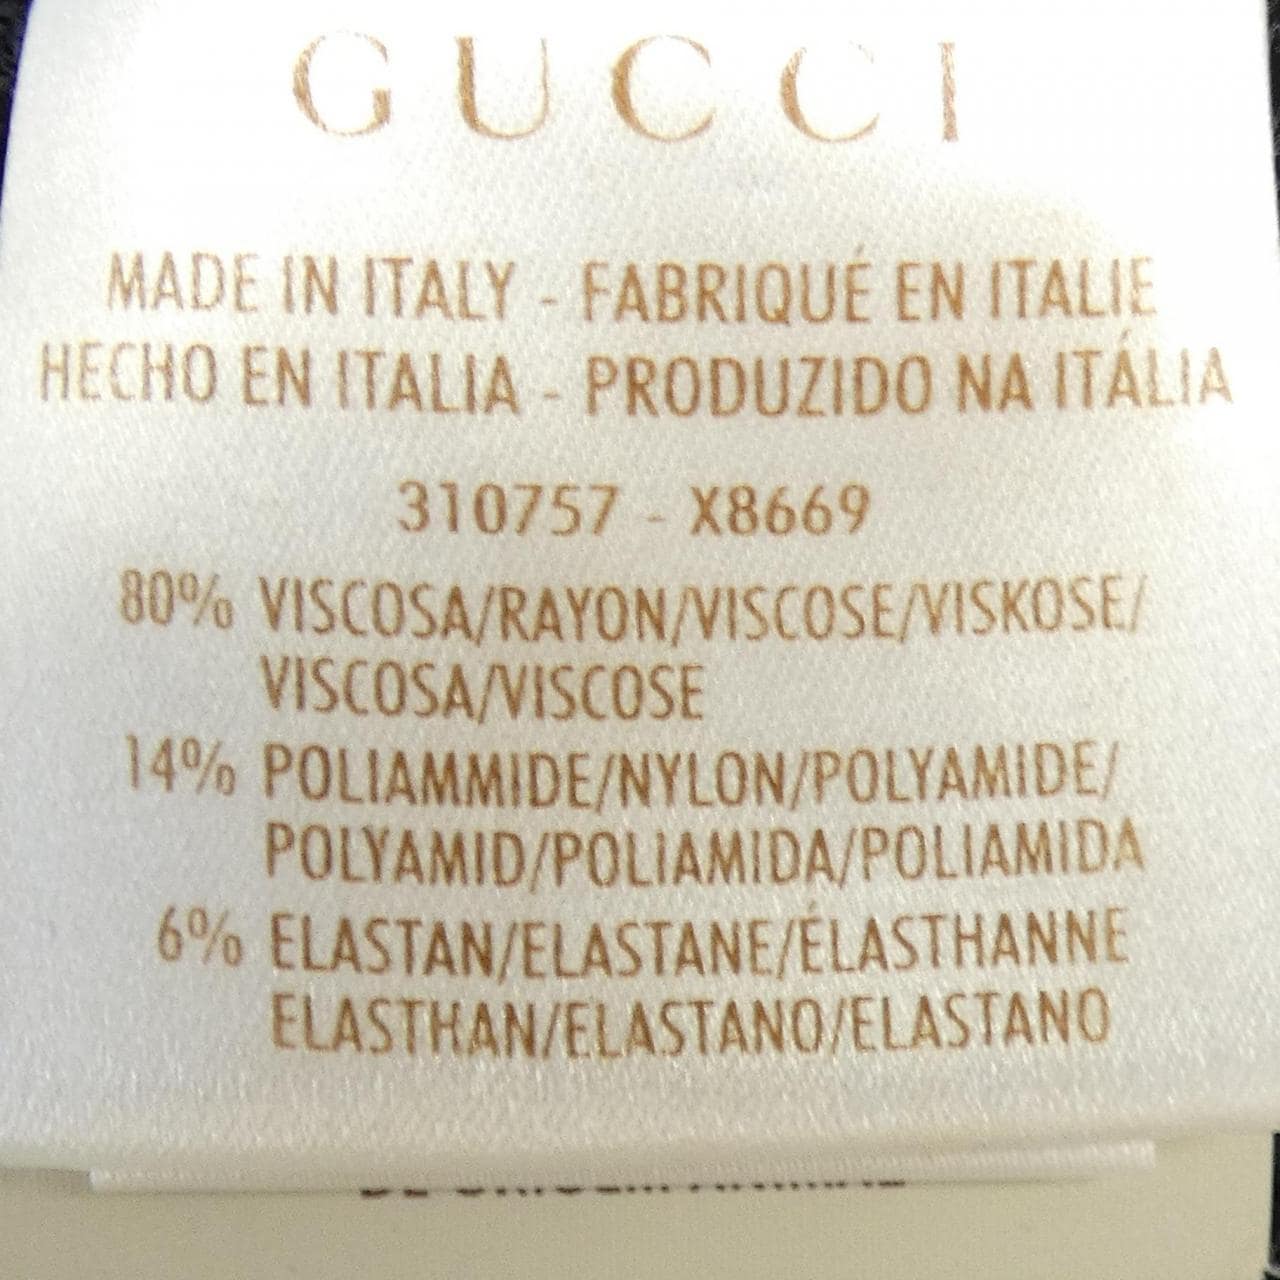 GUCCI
MADE IN ITALY - FABRIQUÉ EN ITALIE
HECHO EN ITALIA - PRODUZIDO NA ITÁLIA
310757 - X8669
80% VISCOSA/RAYON/VISCOSE/VISKOSE/
VISCOSA/VISCOSE
14% POLIAMMIDE/NYLON/POLYAMIDE/
POLYAMID/POLIAMIDA/POLIAMIDA
6% ELASTAN/ELASTANE/ÉLASTHANNE
ELASTHAN/ELASTANO/ELASTANO